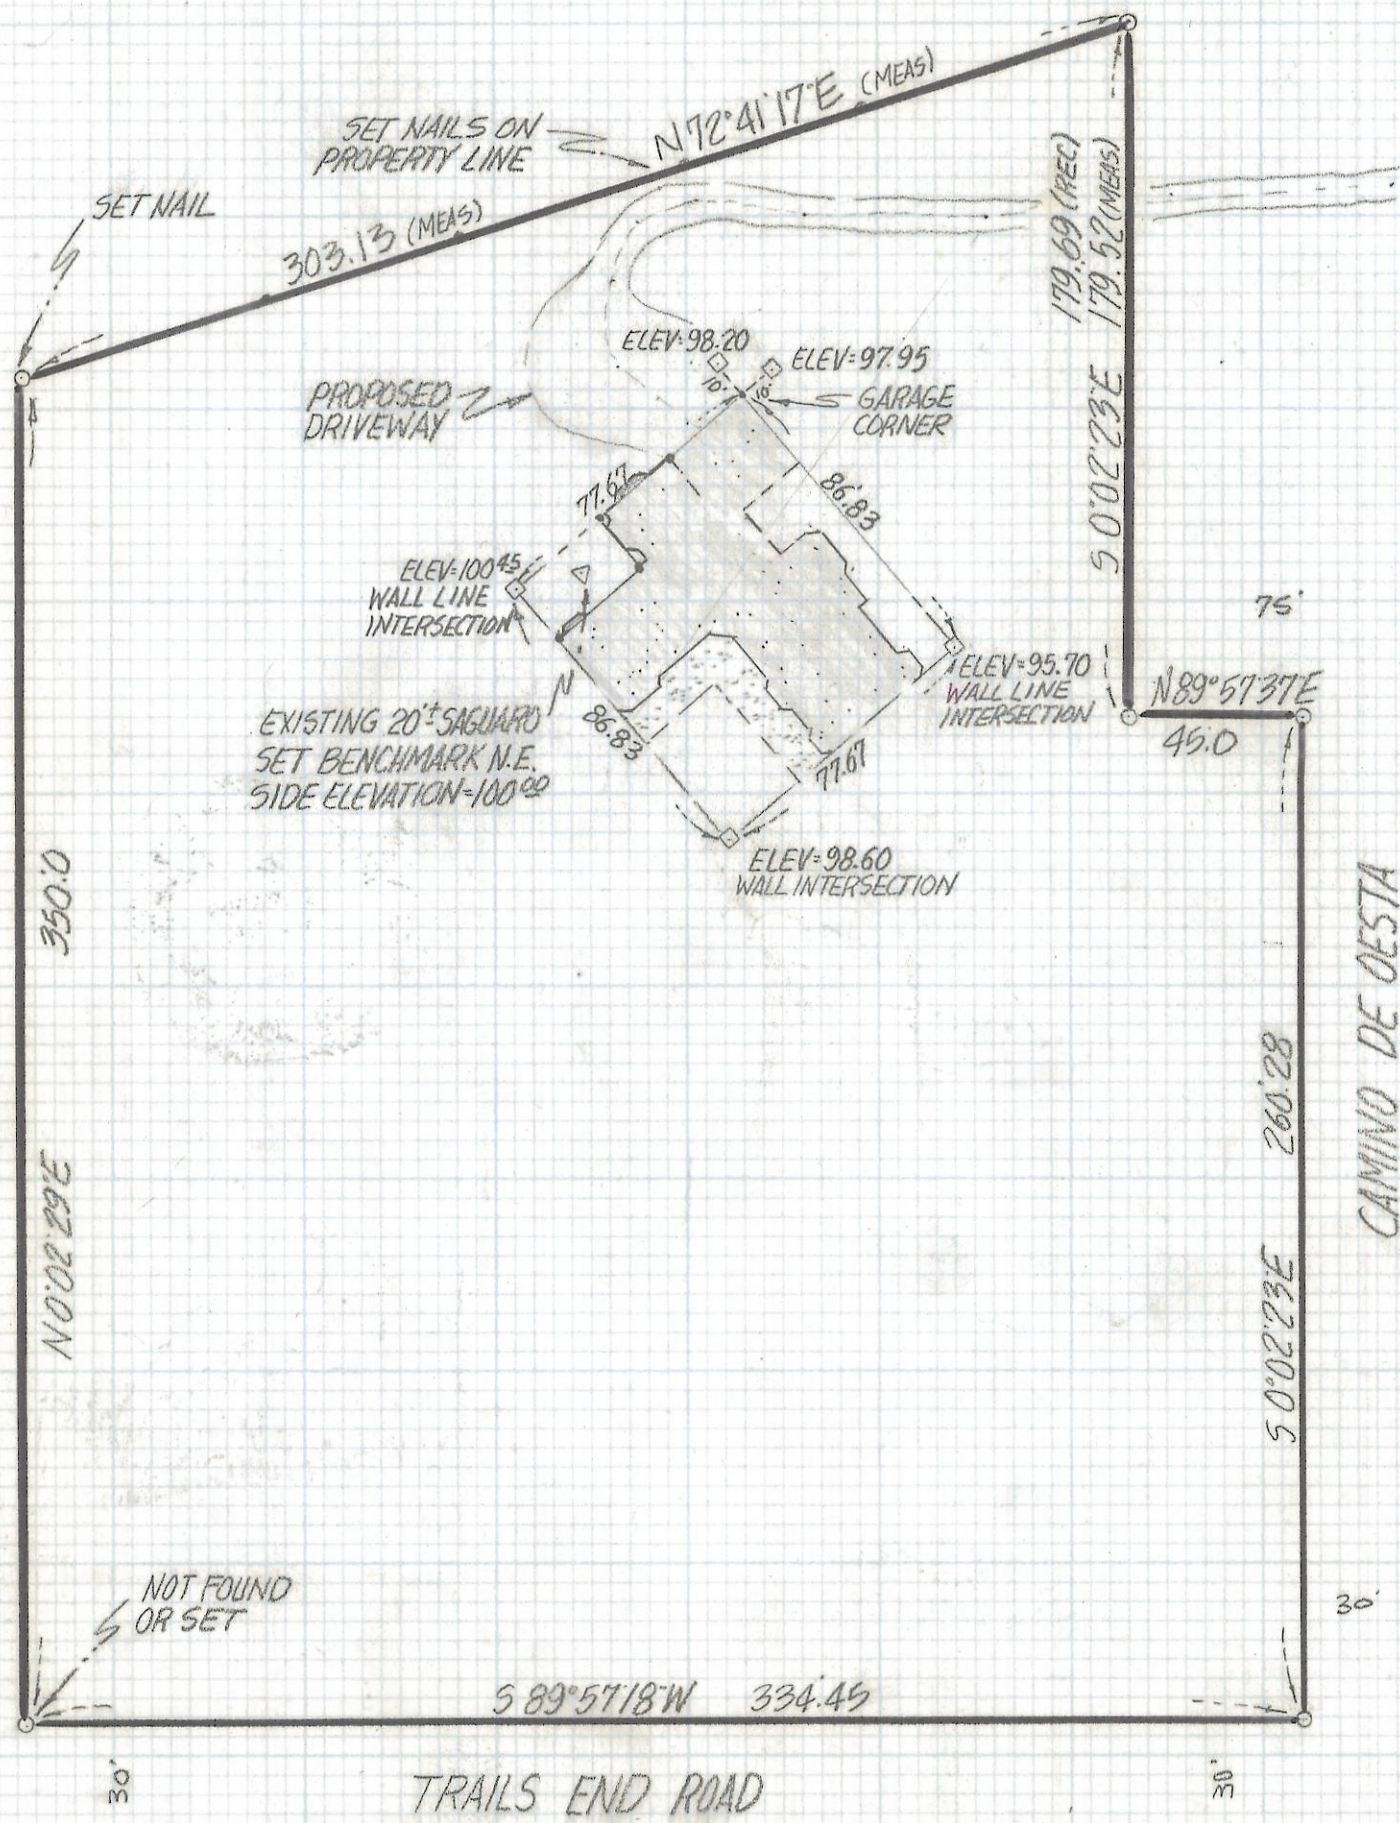 N 72°41'17"E (MEAS)
SET NAILS ON
PROPERTY LINE
SET NAIL
303.13 (MEAS)
179.69 (REC)
S 0°02'23"E 179.52 (MEAS)
ELEV=98.20
ELEV=97.95
10'
10'
GARAGE
CORNER
PROPOSED
DRIVEWAY
77.67
86.83
ELEV=100.45
WALL LINE
INTERSECTION
75'
ELEV=95.70
WALL LINE
INTERSECTION
N 89°57'37"E
45.0
N
EXISTING 20'± SAGUARO
SET BENCHMARK N.E.
SIDE ELEVATION=100.00
86.83
77.67
ELEV=98.60
WALL INTERSECTION
350.0
N 0°02'29"E
CAMINO DE OESTA
260.28
S 0°02'23"E
NOT FOUND
OR SET
30'
S 89°57'18"W 334.45
30'
TRAILS END ROAD
30'